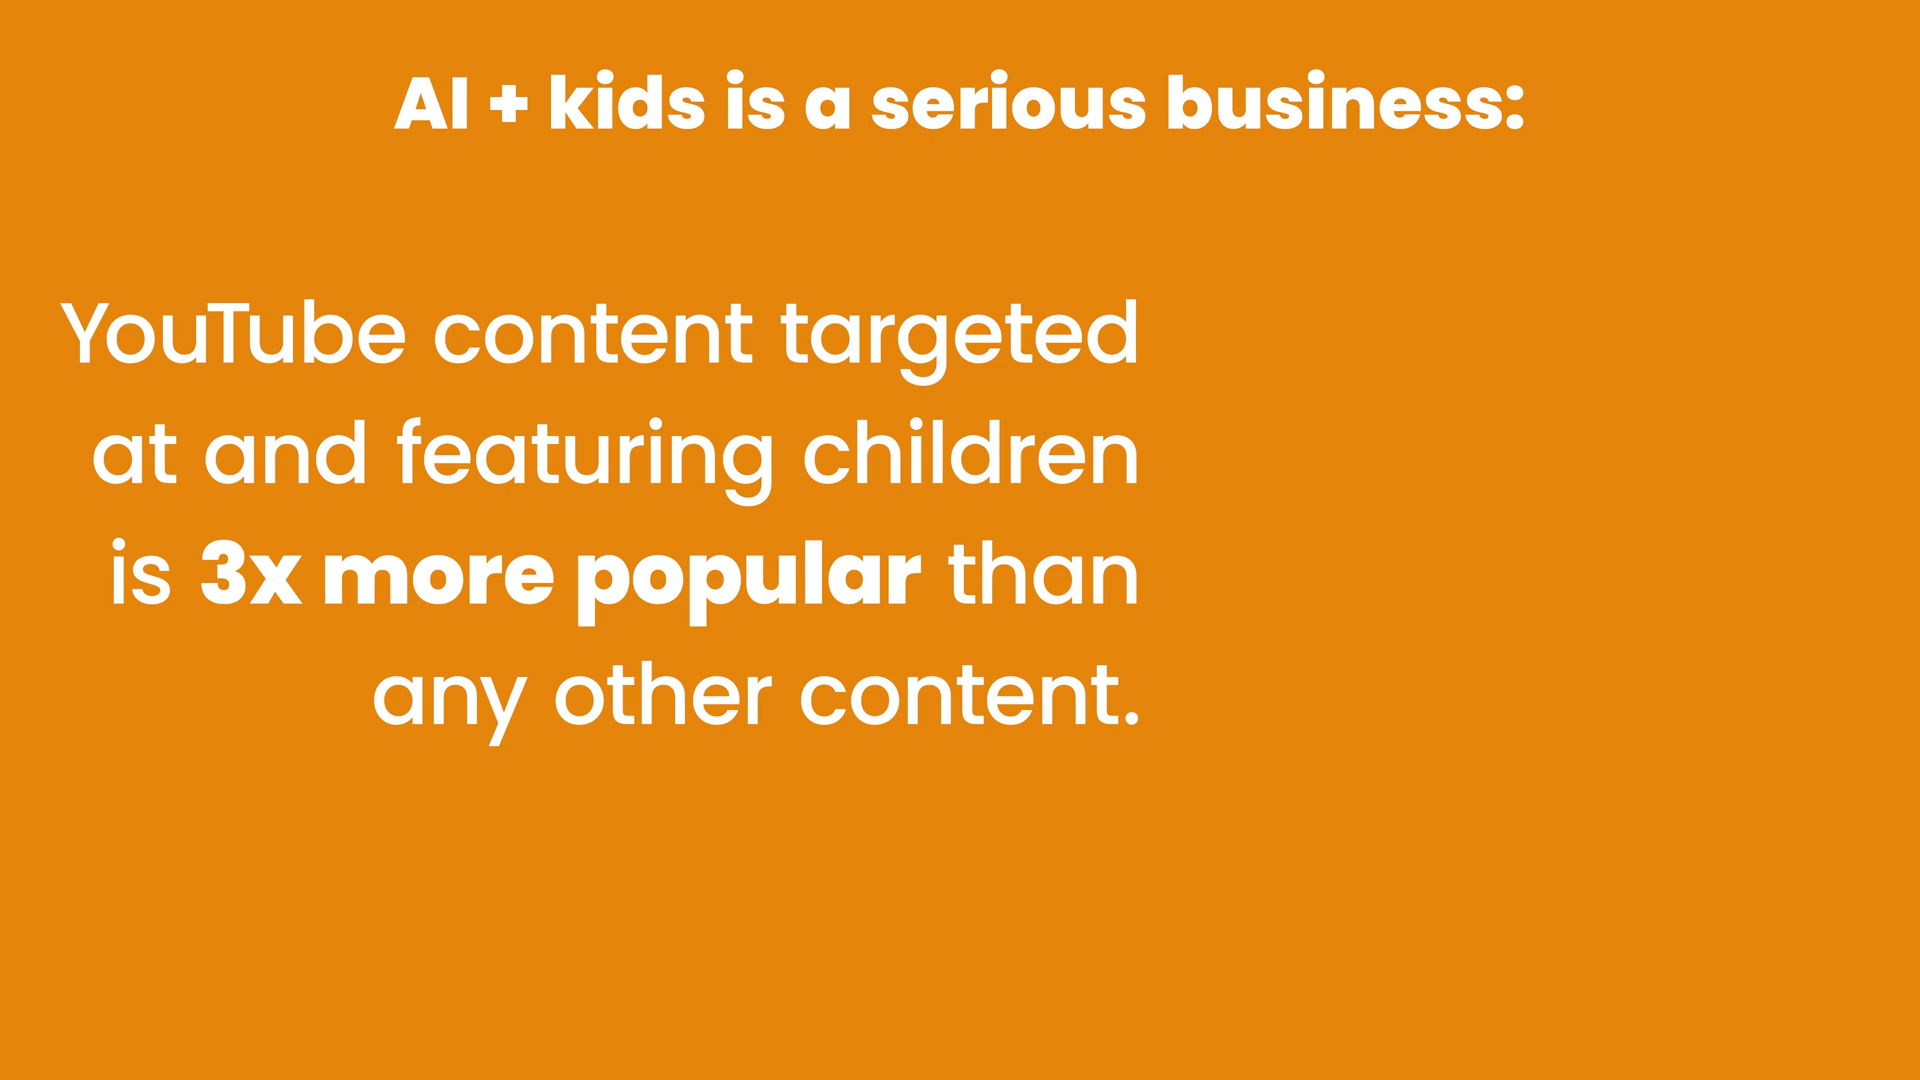 AI + kids is a serious business:
YouTube content targeted
at and featuring children
is 3x more popular than
any other content.